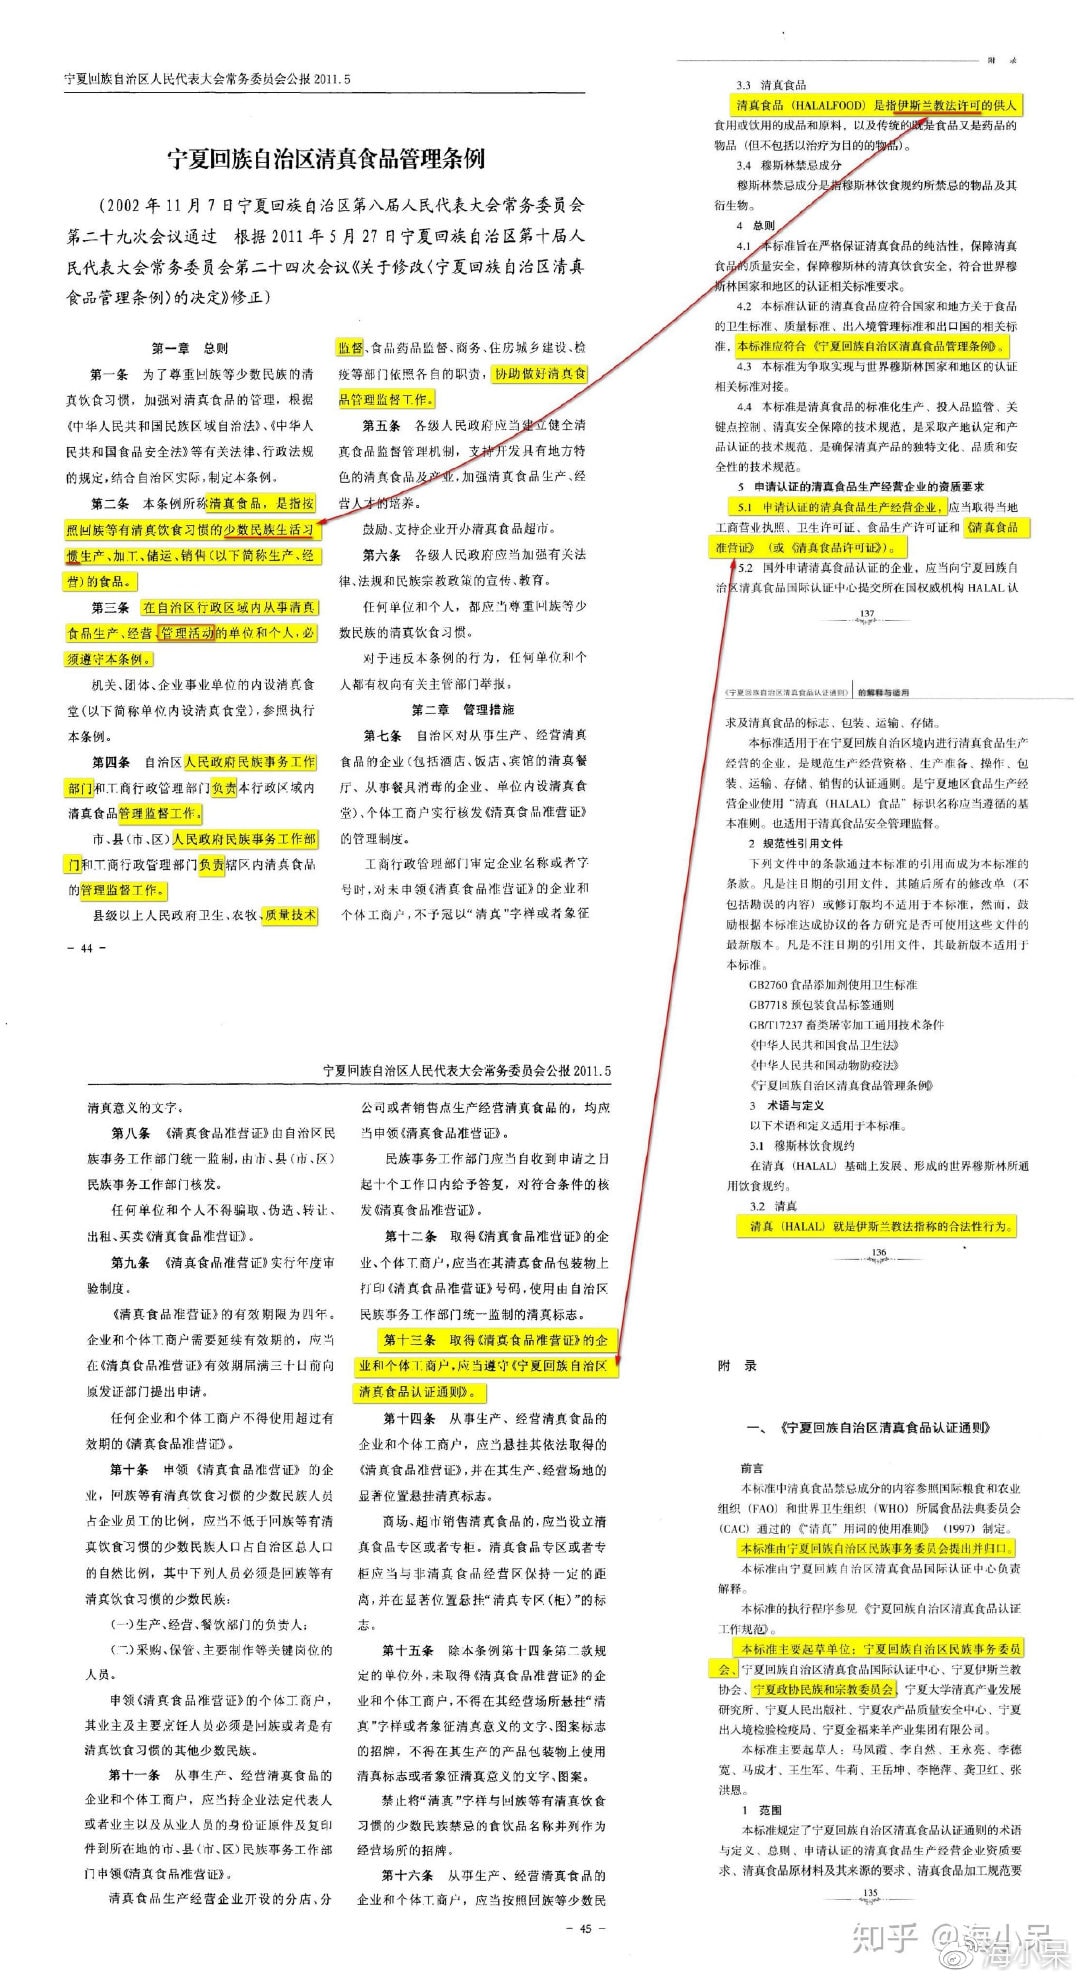 宁夏回族自治区人民代表大会常务委员会公报 2011.5
宁夏回族自治区清真食品管理条例
(2002 年 11 月 7 日宁夏回族自治区第八届人民代表大会常务委员会
第二十九次会议通过　根据 2011 年 5 月 27 日宁夏回族自治区第十届人
民代表大会常务委员会第二十四次会议《关于修改〈宁夏回族自治区清真
食品管理条例〉的决定》修正)
第一章　总则
第一条　为了尊重回族等少数民族的清
真饮食习惯，加强对清真食品的管理，根据
《中华人民共和国民族区域自治法》、《中华人
民共和国食品安全法》等有关法律、行政法规
的规定，结合自治区实际，制定本条例。
第二条　本条例所称清真食品，是指按
照回族等有清真饮食习惯的少数民族生活习
惯生产、加工、储运、销售(以下简称生产、经
营)的食品。
第三条　在自治区行政区域内从事清真
食品生产、经营、管理活动的单位和个人，必
须遵守本条例。
机关、团体、企业事业单位的内设清真食
堂(以下简称单位内设清真食堂)，参照执行
本条例。
第四条　自治区人民政府民族事务工作
部门和工商行政管理部门负责本行政区域内
清真食品管理监督工作。
市、县(市、区)人民政府民族事务工作部
门和工商行政管理部门负责辖区内清真食品
的管理监督工作。
县级以上人民政府卫生、农牧、质量技术
- 44 -
监督、食品药品监督、商务、住房城乡建设、检
疫等部门依照各自的职责，协助做好清真食
品管理监督工作。
第五条　各级人民政府应当建立健全清
真食品监督管理机制，支持开发具有地方特
色的清真食品及产业，加强清真食品生产、经
营人才的培养。
鼓励、支持企业开办清真食品超市。
第六条　各级人民政府应当加强有关法
律、法规和民族宗教政策的宣传、教育。
任何单位和个人，都应当尊重回族等少
数民族的清真饮食习惯。
对于违反本条例的行为，任何单位和个
人都有权向有关主管部门举报。
第二章　管理措施
第七条　自治区对从事生产、经营清真
食品的企业(包括酒店、饭店、宾馆的清真餐
厅、从事餐具消毒的企业、单位内设清真食
堂)、个体工商户实行核发《清真食品准营证》
的管理制度。
工商行政管理部门审定企业名称或者字
号时，对未申领《清真食品准营证》的企业和
个体工商户，不予冠以“清真”字样或者象征
宁夏回族自治区人民代表大会常务委员会公报 2011.5
清真意义的文字。
第八条　《清真食品准营证》由自治区民
族事务工作部门统一监制，由市、县(市、区)
民族事务工作部门核发。
任何单位和个人不得骗取、伪造、转让、
出租、买卖《清真食品准营证》。
第九条　《清真食品准营证》实行年度审
验制度。
《清真食品准营证》的有效期限为四年。
企业和个体工商户需要延续有效期的，应当
在《清真食品准营证》有效期届满三十日前向
原发证部门提出申请。
任何企业和个体工商户不得使用超过有
效期的《清真食品准营证》。
第十条　申领《清真食品准营证》的企
业，回族等有清真饮食习惯的少数民族人员
占企业员工的比例，应当不低于回族等有清
真饮食习惯的少数民族人口占自治区总人口
的自然比例，其中下列人员必须是回族等有
清真饮食习惯的少数民族：
(一)生产、经营、餐饮部门的负责人；
(二)采购、保管、主要制作等关键岗位的
人员。
申领《清真食品准营证》的个体工商户，
其业主及主要烹饪人员必须是回族或者是有
清真饮食习惯的其他少数民族。
第十一条　从事生产、经营清真食品的
企业和个体工商户，应当持企业法定代表人
或者业主以及从业人员的身份证原件及复印
件到所在地的市、县(市、区)民族事务工作部
门申领《清真食品准营证》。
清真食品生产经营企业开设的分店、分
公司或者销售点生产经营清真食品的，均应
当申领《清真食品准营证》。
民族事务工作部门应当自收到申请之日
起十个工作日内给予答复，对符合条件的核
发《清真食品准营证》。
第十二条　取得《清真食品准营证》的企
业、个体工商户，应当在其清真食品包装物上
打印《清真食品准营证》号码，使用由自治区
民族事务工作部门统一监制的清真标志。
第十三条　取得《清真食品准营证》的企
业和个体工商户，应当遵守《宁夏回族自治区
清真食品认证通则》。
第十四条　从事生产、经营清真食品的
企业和个体工商户，应当悬挂其依法取得的
《清真食品准营证》，并在其生产、经营场地的
显著位置悬挂清真标志。
商场、超市销售清真食品的，应当设立清
真食品专区或者专柜。清真食品专区或者专
柜应当与非清真食品经营区保持一定的距
离，并在显著位置悬挂“清真专区(柜)”的标
志。
第十五条　除本条例第十四条第二款规
定的单位外，未取得《清真食品准营证》的企
业和个体工商户，不得在其经营场所悬挂“清
真”字样或者象征清真意义的文字、图案标志
的招牌，不得在其生产的产品包装物上使用
清真标志或者象征清真意义的文字、图案。
禁止将“清真”字样与回族等有清真饮食
习惯的少数民族禁忌的食饮品名称并列作为
经营场所的招牌。
第十六条　从事生产、经营清真食品的
企业和个体工商户，应当按照回族等少数民
- 45 -
附　录
3.3 清真食品
清真食品（HALALFOOD）是指伊斯兰教法许可的供人
食用或饮用的成品和原料，以及传统的既是食品又是药品的
物品（但不包括以治疗为目的的物品）。
3.4 穆斯林禁忌成分
穆斯林禁忌成分是指穆斯林饮食规约所禁忌的物品及其
衍生物。
4 总则
4.1 本标准旨在严格保证清真食品的纯洁性，保障清真
食品的质量安全，保障穆斯林的清真饮食安全，符合世界穆
斯林国家和地区的认证相关标准要求。
4.2 本标准认证的清真食品应符合国家和地方关于食品
的卫生标准、质量标准、出入境管理标准和出口国的相关标
准，本标准应符合《宁夏回族自治区清真食品管理条例》。
4.3 本标准为争取实现与世界穆斯林国家和地区的认证
相关标准对接。
4.4 本标准是清真食品的标准化生产、投入品监管、关
键点控制、清真安全保障的技术规范，是采取产地认定和产
品认证的技术规范，是确保清真产品的独特文化、品质和安
全性的技术规范。
5 申请认证的清真食品生产经营企业的资质要求
5.1 申请认证的清真食品生产经营企业，应当取得当地
工商营业执照、卫生许可证、食品生产许可证和《清真食品
准营证》（或《清真食品许可证》）。
5.2 国外申请清真食品认证的企业，应当向宁夏回族自
治区清真食品国际认证中心提交所在国权威机构 HALAL 认
137
《宁夏回族自治区清真食品认证通则》 的解释与适用
求及清真食品的标志、包装、运输、存储。
本标准适用于在宁夏回族自治区境内进行清真食品生产
经营的企业，是规范生产经营资格、生产准备、操作、包
装、运输、存储、销售的认证通则。是宁夏地区食品生产经
营企业使用“清真（HALAL）食品”标识名称应当遵循的基
本准则。也适用于清真食品安全管理监督。
2 规范性引用文件
下列文件中的条款通过本标准的引用而成为本标准的
条款。凡是注日期的引用文件，其随后所有的修改单（不
包括勘误的内容）或修订版均不适用于本标准，然而，鼓
励根据本标准达成协议的各方研究是否可使用这些文件的
最新版本。凡是不注日期的引用文件，其最新版本适用于
本标准。
GB2760 食品添加剂使用卫生标准
GB7718 预包装食品标签通则
GB/T17237 畜类屠宰加工通用技术条件
《中华人民共和国食品卫生法》
《中华人民共和国动物防疫法》
《宁夏回族自治区清真食品管理条例》
3 术语与定义
以下术语和定义适用于本标准。
3.1 穆斯林饮食规约
在清真（HALAL）基础上发展、形成的世界穆斯林所通
用饮食规约。
3.2 清真
清真（HALAL）就是伊斯兰教法指称的合法性行为。
136
附　录
一、《宁夏回族自治区清真食品认证通则》
前言
本标准中清真食品禁忌成分的内容参照国际粮食和农业
组织（FAO）和世界卫生组织（WHO）所属食品法典委员会
（CAC）通过的《“清真”用词的使用准则》（1997）制定。
本标准由宁夏回族自治区民族事务委员会提出并归口。
本标准由宁夏回族自治区清真食品国际认证中心负责
解释。
本标准的执行程序参见《宁夏回族自治区清真食品认证
工作规范》。
本标准主要起草单位：宁夏回族自治区民族事务委员
会、宁夏回族自治区清真食品国际认证中心、宁夏伊斯兰教
协会、宁夏政协民族和宗教委员会、宁夏大学清真产业发展
研究所、宁夏人民出版社、宁夏农产品质量安全中心、宁夏
出入境检验检疫局、宁夏金福来羊产业集团有限公司。
本标准主要起草人：马凤霞、李自然、王永亮、李德
宽、马成才、王生军、牛莉、王岳坤、李艳萍、龚卫红、张
洪恩。
1 范围
本标准规定了宁夏回族自治区清真食品认证通则的术语
与定义、总则、申请认证的清真食品生产经营企业资质要
求、清真食品原材料及其来源的要求、清真食品加工规范要
135
知乎 @海小呆
海小呆